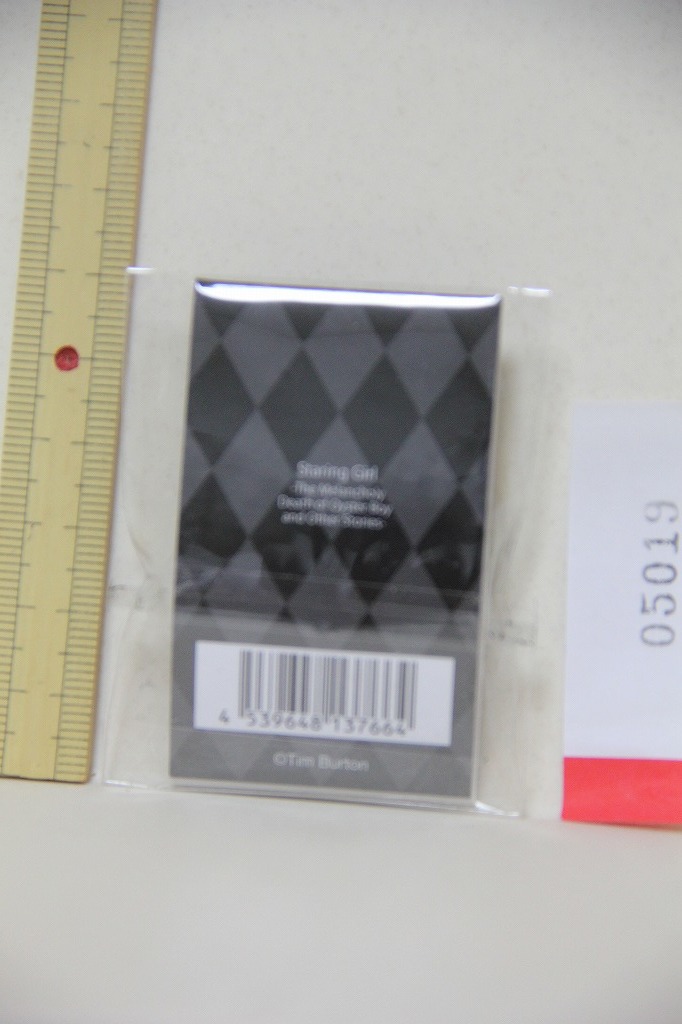 Staring Girl
-The Melancholy
Death of Oyster Boy
and Other Stories-
4 539648 137664
©Tim Burton
05019